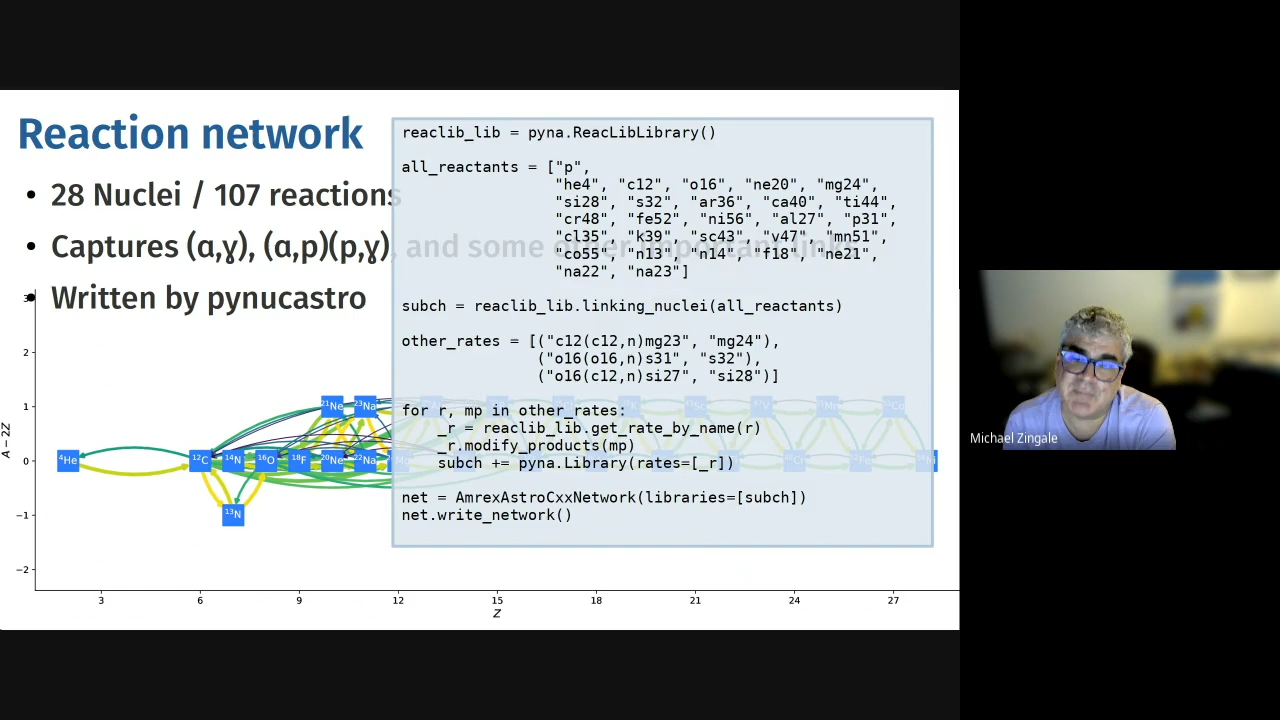 Reaction network
• 28 Nuclei / 107 reactions
• Captures (α,γ), (α,p)(p,γ), and some other important links
• Written by pynucastro
reaclib_lib = pyna.ReacLibLibrary()
all_reactants = ["p",
"he4", "c12", "o16", "ne20", "mg24",
"si28", "s32", "ar36", "ca40", "ti44",
"cr48", "fe52", "ni56", "al27", "p31",
"cl35", "k39", "sc43", "v47", "mn51",
"co55", "n13", "n14", "f18", "ne21",
"na22", "na23"]
subch = reaclib_lib.linking_nuclei(all_reactants)
other_rates = [("c12(c12,n)mg23", "mg24"),
("o16(o16,n)s31", "s32"),
("o16(c12,n)si27", "si28")]
for r, mp in other_rates:
_r = reaclib_lib.get_rate_by_name(r)
_r.modify_products(mp)
subch += pyna.Library(rates=[_r])
net = AmrexAstroCxxNetwork(libraries=[subch])
net.write_network()
3
2
1
0
−1
−2
A − 2Z
²¹Ne ²³Na
⁴He ¹²C ¹⁴N ¹⁶O ¹⁸F ²⁰Ne ²²Na
¹³N
3 6 9 12 15 18 21 24 27
Z
Michael Zingale